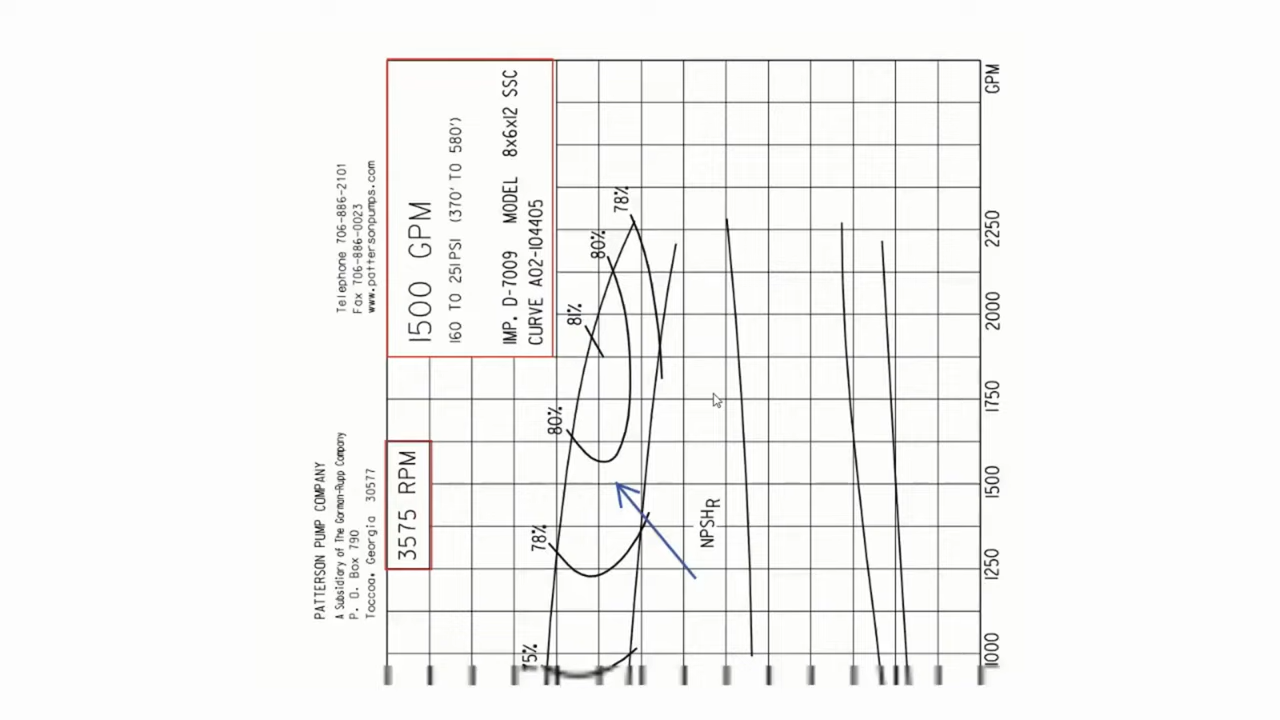 PATTERSON PUMP COMPANY
A Subsidiary of The Gorman-Rupp Company
P. O. Box 790
Toccoa, Georgia 30577
Telephone 706-886-2101
Fax 706-886-0023
www.pattersonpumps.com
3575 RPM
1500 GPM
160 TO 251PSI (370' TO 580')
IMP. D-7009 MODEL 8x6x12 SSC
CURVE A02-104405
75%
78%
80%
81%
80%
78%
NPSHR
1000
1250
1500
1750
2000
2250
GPM